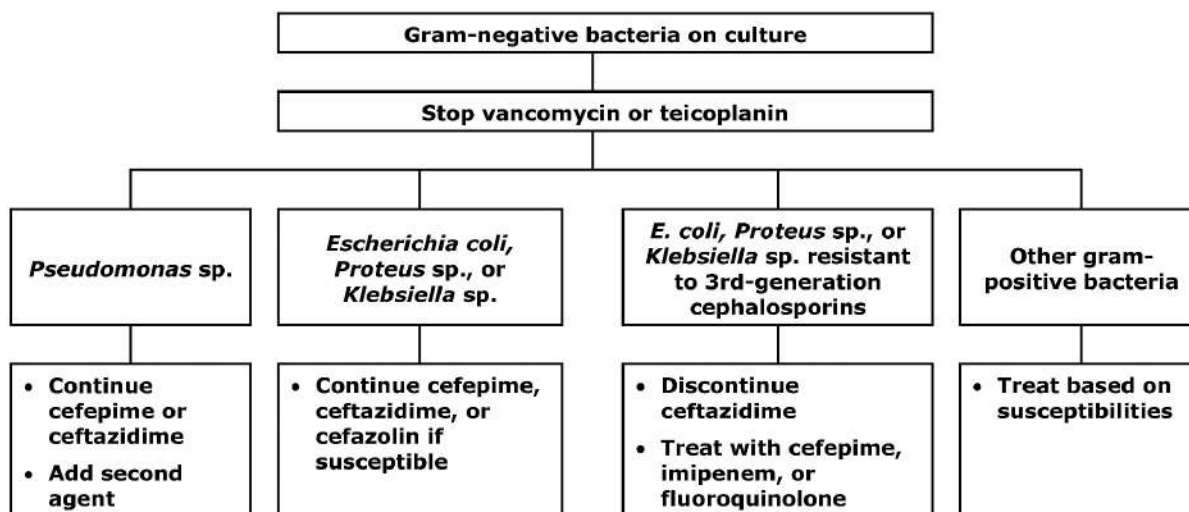 Gram-negative bacteria on culture
Stop vancomycin or teicoplanin
Pseudomonas sp.
Escherichia coli,
Proteus sp., or
Klebsiella sp.
E. coli, Proteus sp., or
Klebsiella sp. resistant
to 3rd-generation
cephalosporins
Other gram-
positive bacteria
• Continue
cefepime or
ceftazidime
• Add second
agent
• Continue cefepime,
ceftazidime, or
cefazolin if
susceptible
• Discontinue
ceftazidime
• Treat with cefepime,
imipenem, or
fluoroquinolone
• Treat based on
susceptibilities